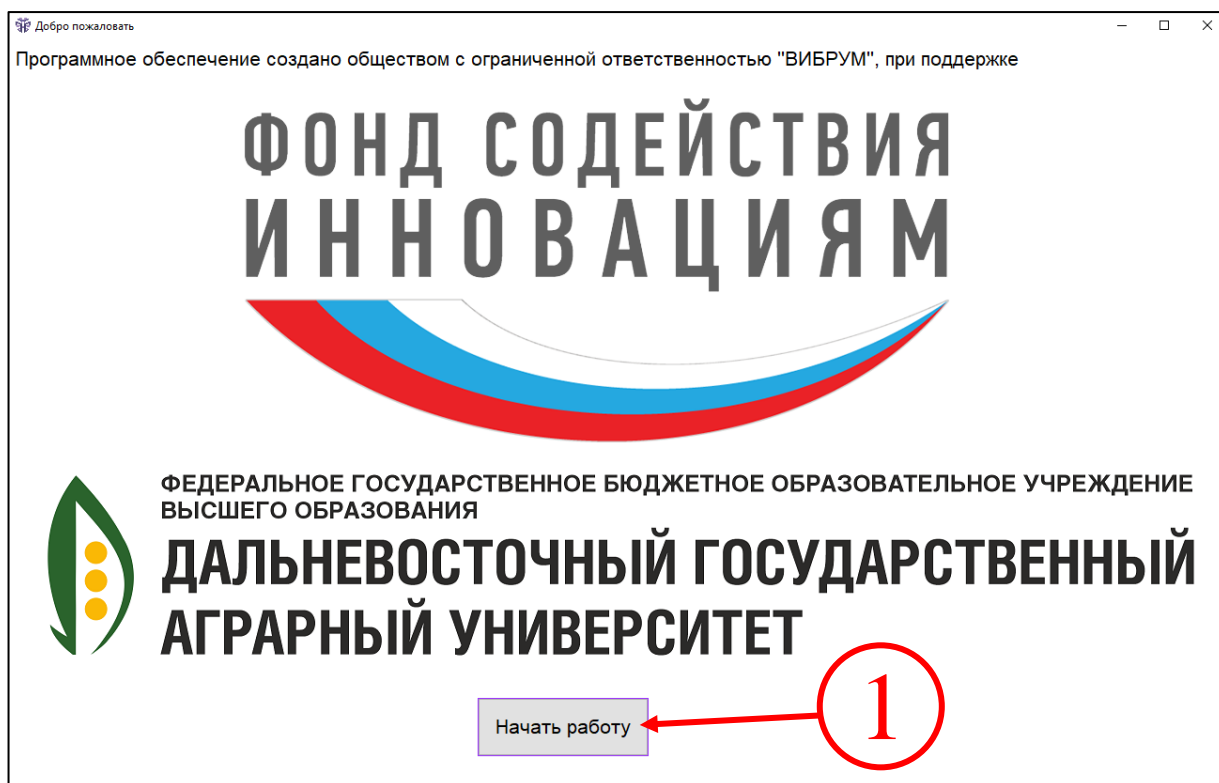 Добро пожаловать
Программное обеспечение создано обществом с ограниченной ответственностью "ВИБРУМ", при поддержке
ФОНД СОДЕЙСТВИЯ
ИННОВАЦИЯМ
ФЕДЕРАЛЬНОЕ ГОСУДАРСТВЕННОЕ БЮДЖЕТНОЕ ОБРАЗОВАТЕЛЬНОЕ УЧРЕЖДЕНИЕ
ВЫСШЕГО ОБРАЗОВАНИЯ
ДАЛЬНЕВОСТОЧНЫЙ ГОСУДАРСТВЕННЫЙ
АГРАРНЫЙ УНИВЕРСИТЕТ
Начать работу
1